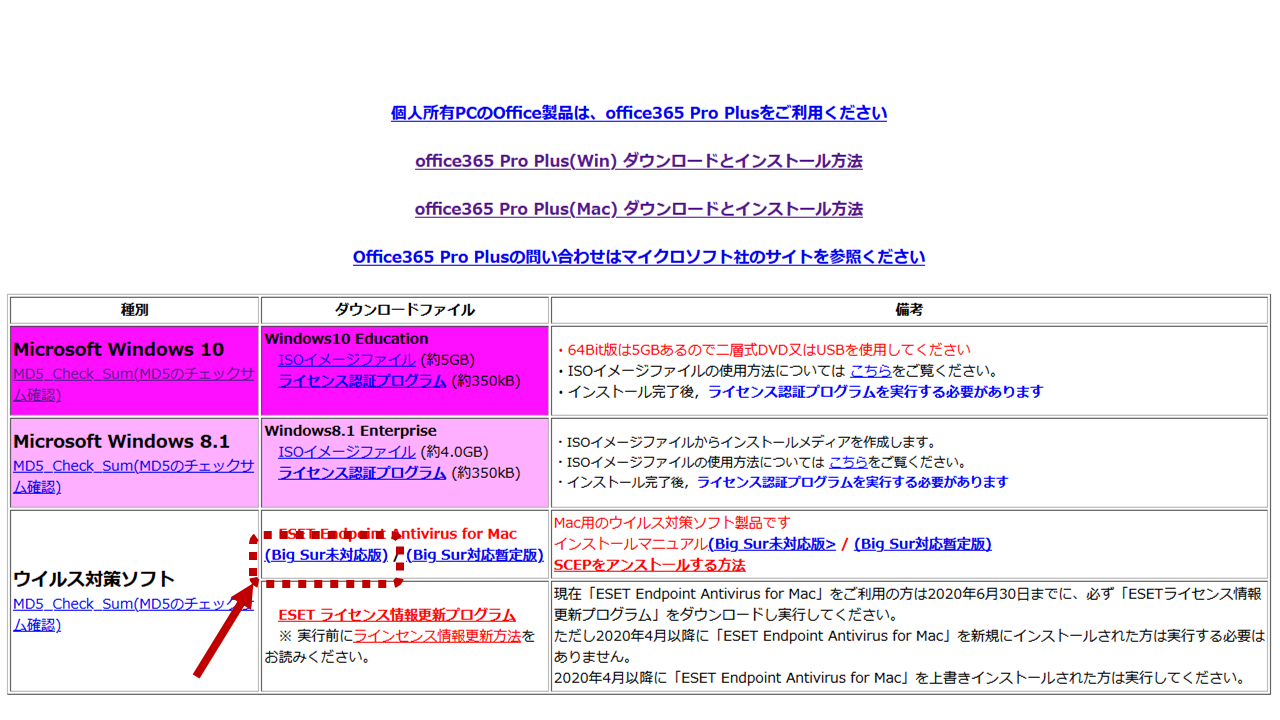 個人所有PCのOffice製品は、office365 Pro Plusをご利用ください
office365 Pro Plus(Win) ダウンロードとインストール方法
office365 Pro Plus(Mac) ダウンロードとインストール方法
Office365 Pro Plusの問い合わせはマイクロソフト社のサイトを参照ください
種別
ダウンロードファイル
備考
Microsoft Windows 10
MD5_Check_Sum(MD5のチェックサ
ム確認)
Windows10 Education
ISOイメージファイル (約5GB)
ライセンス認証プログラム (約350kB)
・64Bit版は5GBあるので二層式DVD又はUSBを使用してください
・ISOイメージファイルの使用方法については こちらをご覧ください。
・インストール完了後，ライセンス認証プログラムを実行する必要があります
Microsoft Windows 8.1
MD5_Check_Sum(MD5のチェックサ
ム確認)
Windows8.1 Enterprise
ISOイメージファイル (約4.0GB)
ライセンス認証プログラム (約350kB)
・ISOイメージファイルからインストールメディアを作成します。
・ISOイメージファイルの使用方法については こちらをご覧ください。
・インストール完了後，ライセンス認証プログラムを実行する必要があります
ウイルス対策ソフト
MD5_Check_Sum(MD5のチェックサ
ム確認)
ESET Endpoint Antivirus for Mac
(Big Sur未対応版) / (Big Sur対応暫定版)
Mac用のウイルス対策ソフト製品です
インストールマニュアル(Big Sur未対応版> / (Big Sur対応暫定版)
SCEPをアンストールする方法
ESET ライセンス情報更新プログラム
※ 実行前にラインセンス情報更新方法を
お読みください。
現在「ESET Endpoint Antivirus for Mac」をご利用の方は2020年6月30日までに、必ず「ESETライセンス情報
更新プログラム」をダウンロードし実行してください。
ただし2020年4月以降に「ESET Endpoint Antivirus for Mac」を新規にインストールされた方は実行する必要は
ありません。
2020年4月以降に「ESET Endpoint Antivirus for Mac」を上書きインストールされた方は実行してください。